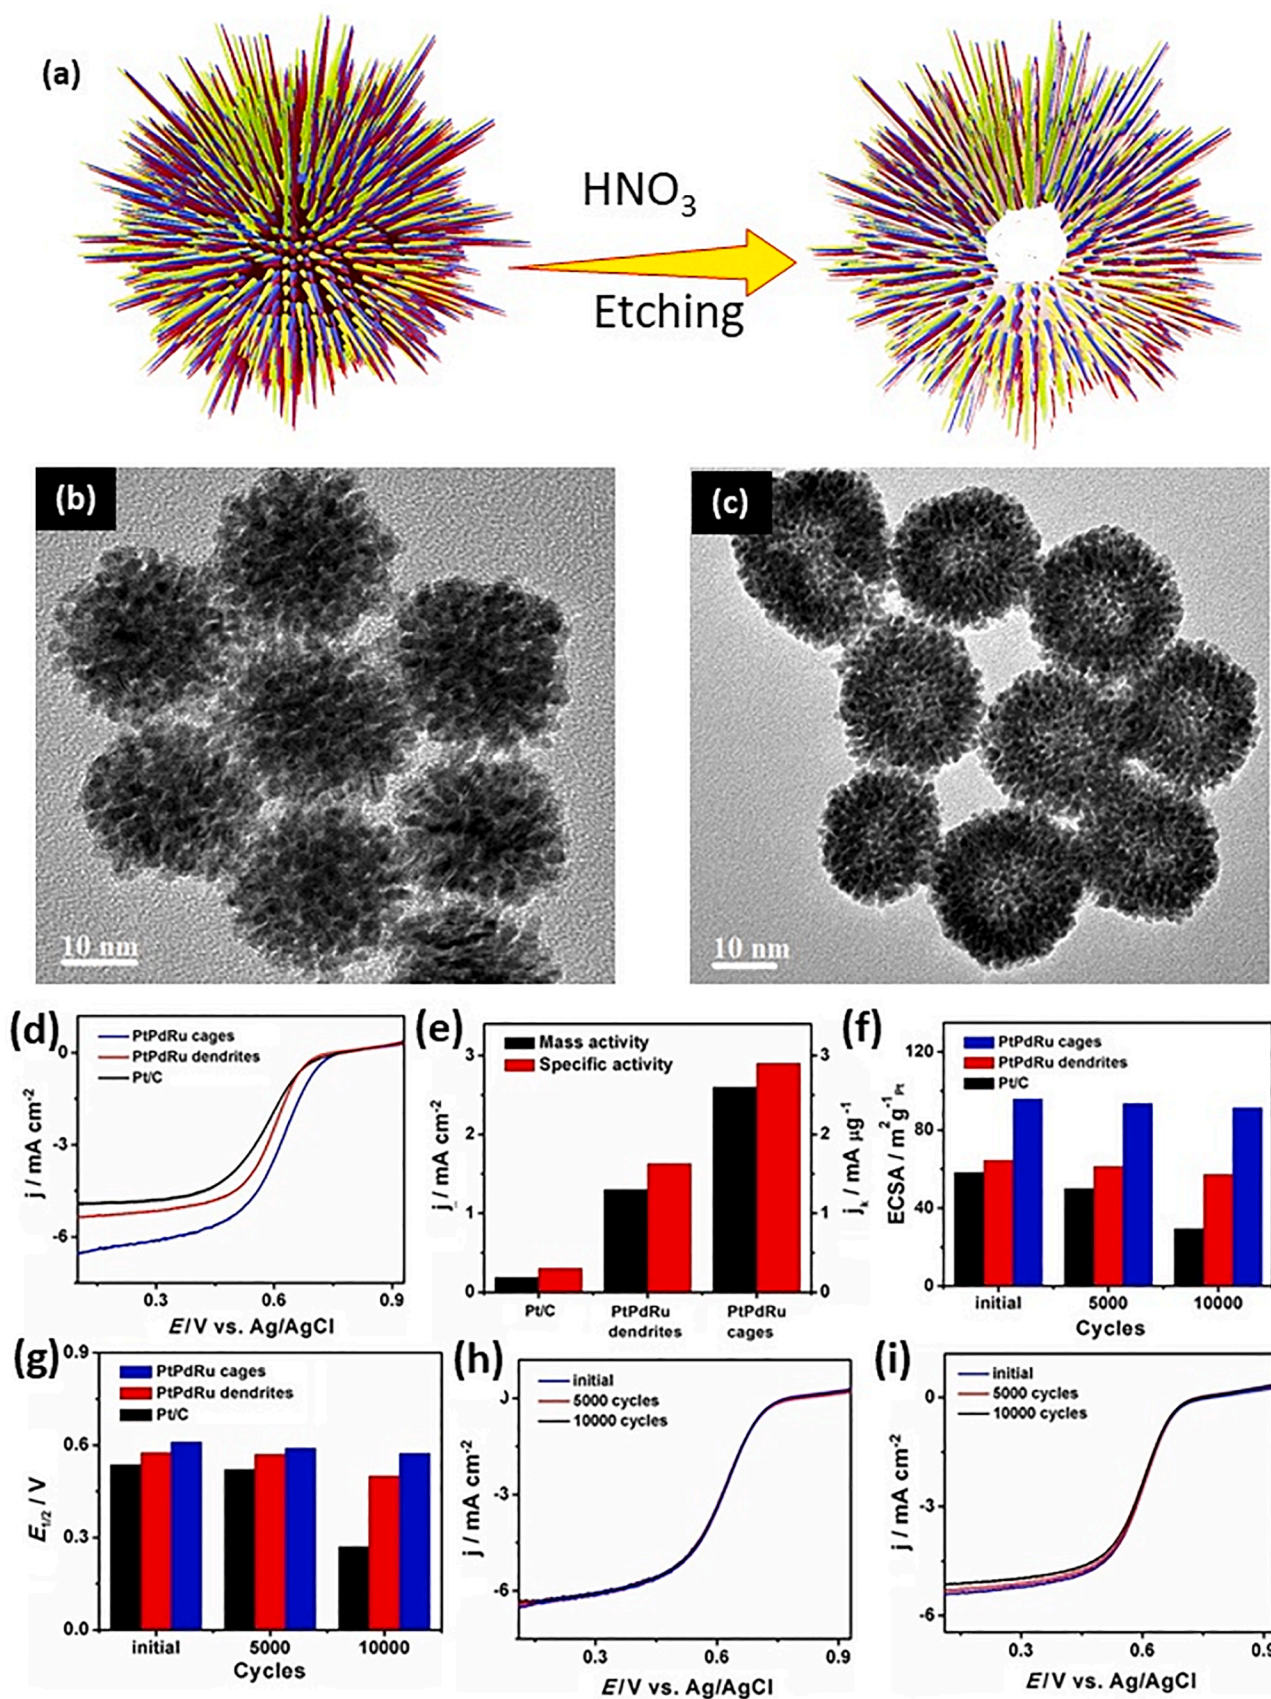 (a)
HNO3
Etching
(b)
10 nm
(c)
10 nm
(d)
PtPdRu cages
PtPdRu dendrites
Pt/C
0
-3
-6
j / mA cm-2
0.3
0.6
0.9
E/V vs. Ag/AgCl
(e)
Mass activity
Specific activity
3
2
1
0
3
2
1
0
j / mA cm-2
jk / mA μg-1
Pt/C
PtPdRu dendrites
PtPdRu cages
(f)
PtPdRu cages
PtPdRu dendrites
Pt/C
120
80
40
0
ECSA / m2g-1Pt
initial
5000
10000
Cycles
(g)
PtPdRu cages
PtPdRu dendrites
Pt/C
0.9
0.6
0.3
0.0
E1/2 / V
initial
5000
10000
Cycles
(h)
initial
5000 cycles
10000 cycles
-3
-6
j / mA cm-2
0.3
0.6
0.9
E/V vs. Ag/AgCl
(i)
initial
5000 cycles
10000 cycles
0
-3
-6
j / mA cm-2
0.3
0.6
0.9
E/V vs. Ag/AgCl